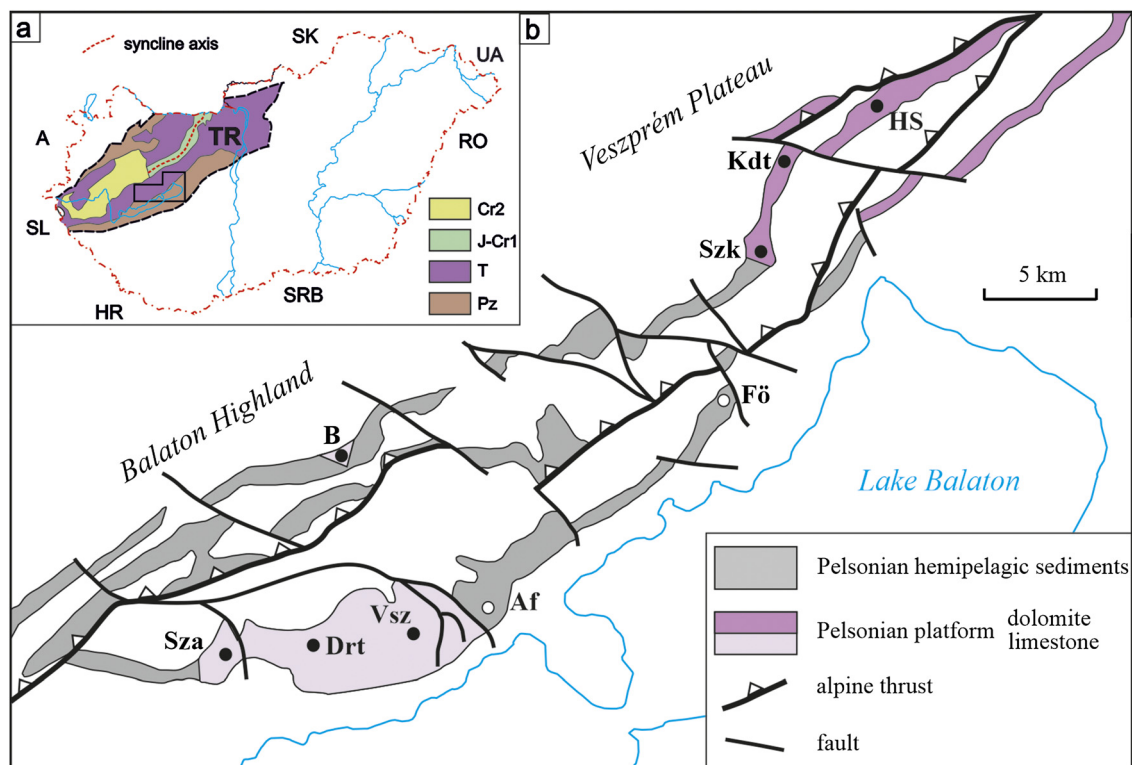 a
syncline axis
SK
UA
A
TR
RO
SL
HR
SRB
Cr2
J-Cr1
T
Pz
b
Veszprém Plateau
HS
Kdt
Szk
5 km
Fö
Balaton Highland
B
Lake Balaton
Af
Vsz
Sza
Drt
Pelsonian hemipelagic sediments
Pelsonian platform dolomite
limestone
alpine thrust
fault